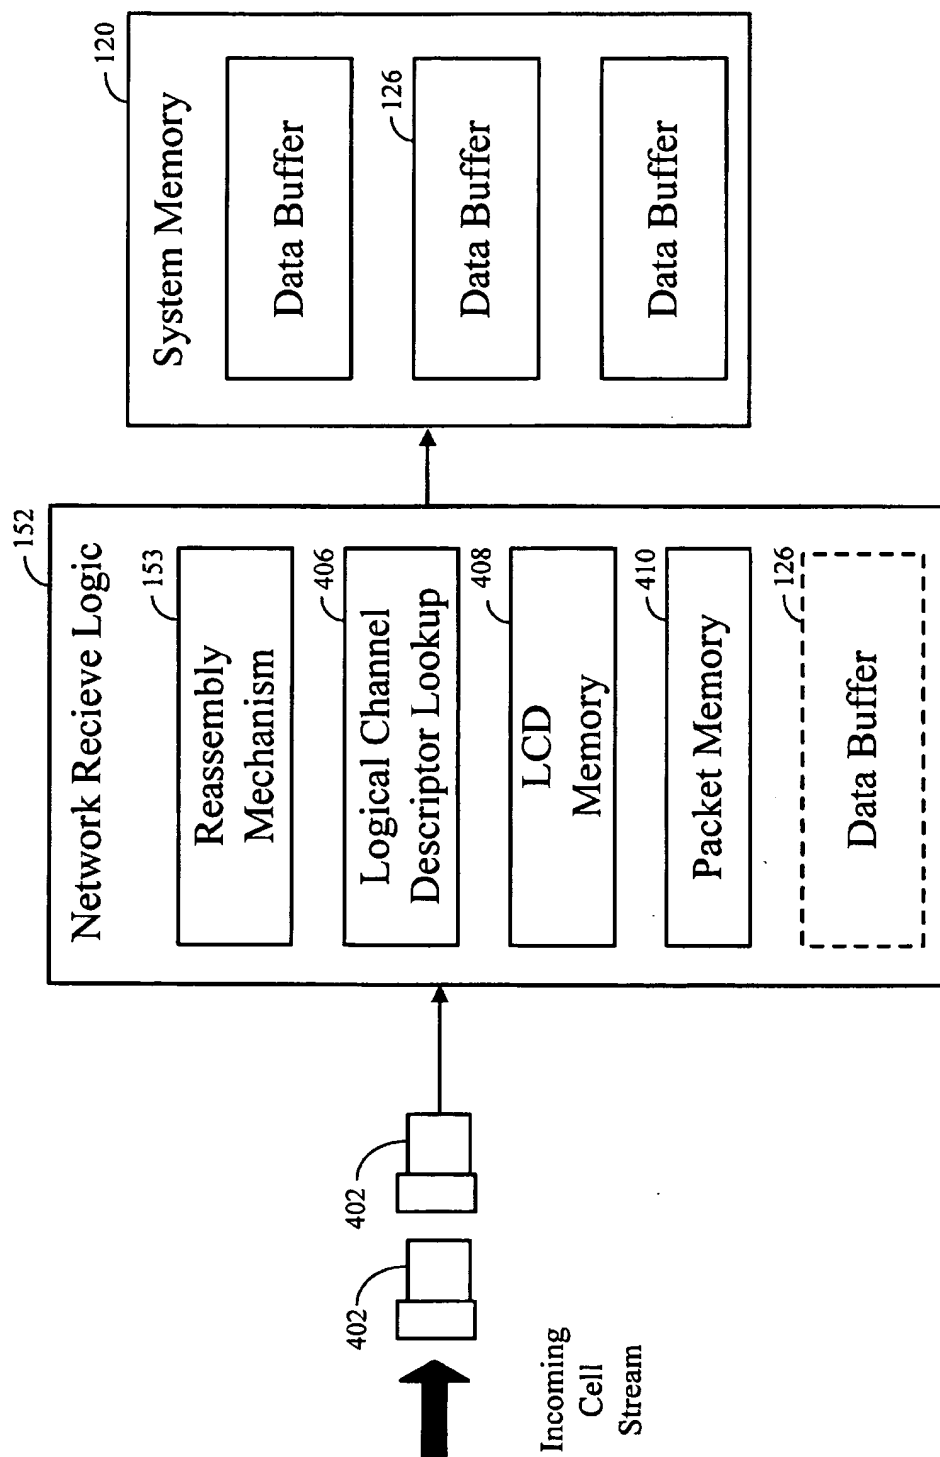 Incoming
Cell
Stream
402
402
152
Network Recieve Logic
153
Reassembly
Mechanism
406
Logical Channel
Descriptor Lookup
408
LCD
Memory
410
Packet Memory
126
Data Buffer
120
System Memory
Data Buffer
126
Data Buffer
Data Buffer